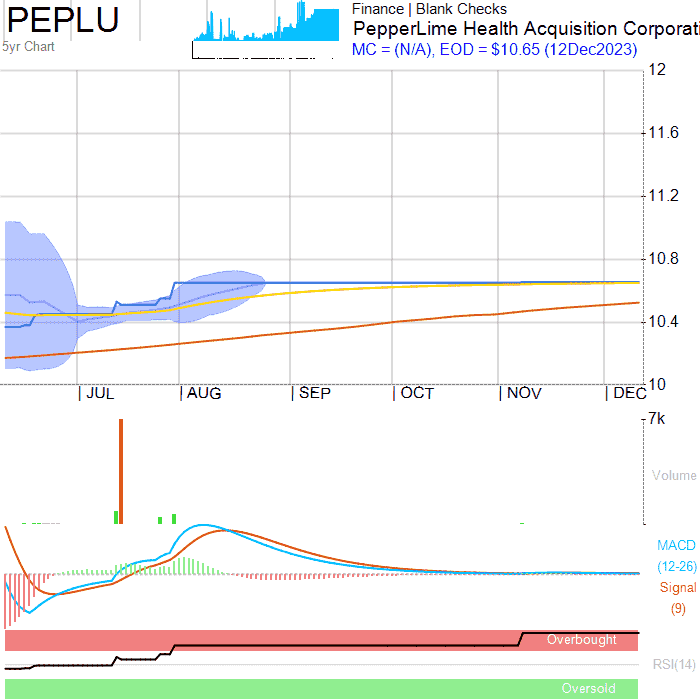 PEPLU
5yr Chart
Finance | Blank Checks
PepperLime Health Acquisition Corporati
MC = (N/A), EOD = $10.65 (12Dec2023)
12
11.6
11.2
10.8
10.4
10
JUL
AUG
SEP
OCT
NOV
DEC
7k
Volume
MACD
(12-26)
Signal
(9)
Overbought
RSI(14)
Oversold